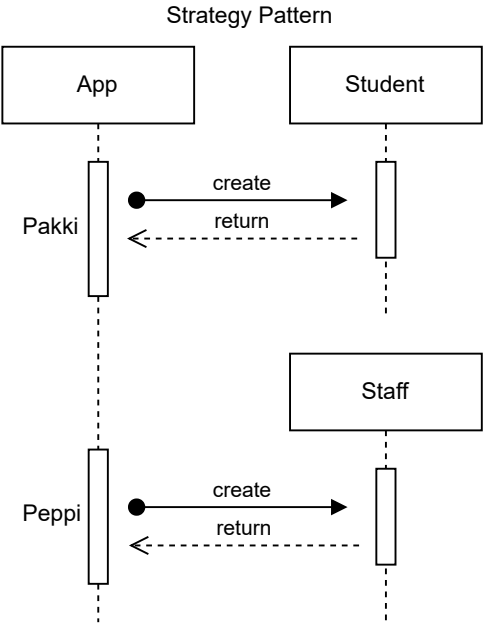 Strategy Pattern
App
Student
create
Pakki
return
Staff
create
Peppi
return